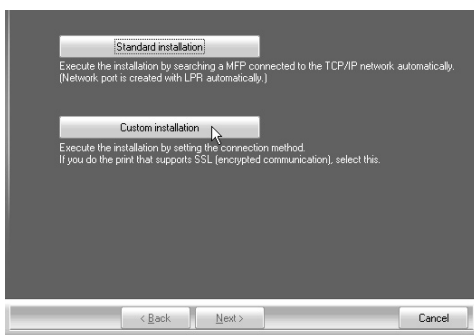 Standard installation
Execute the installation by searching a MFP connected to the TCP/IP network automatically.
(Network port is created with LPR automatically.)
Custom installation
Execute the installation by setting the connection method.
If you do the print that supports SSL (encrypted communication), select this.
< Back Next > Cancel